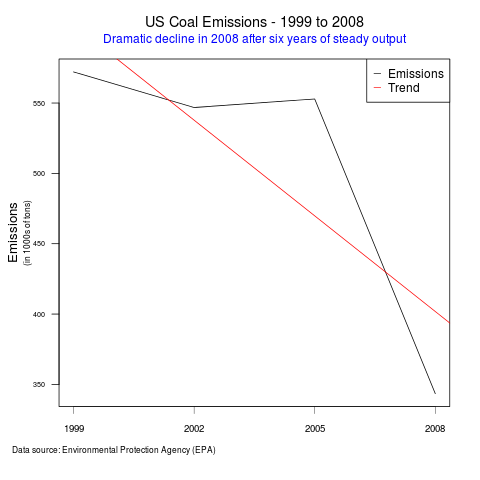 US Coal Emissions - 1999 to 2008
Dramatic decline in 2008 after six years of steady output
Emissions
Trend
550
500
450
400
350
Emissions
(in 1000s of tons)
1999 2002 2005 2008
Data source: Environmental Protection Agency (EPA)